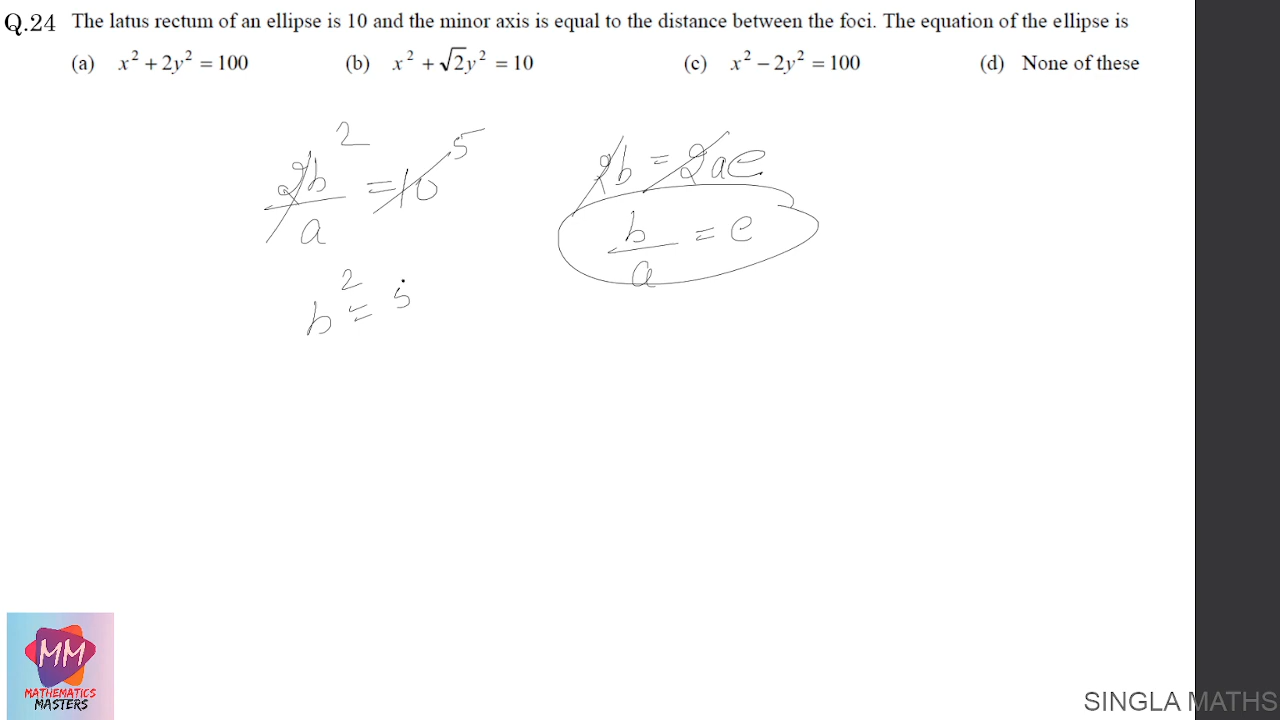 Q.24 The latus rectum of an ellipse is 10 and the minor axis is equal to the distance between the foci. The equation of the ellipse is
(a) x² + 2y² = 100 (b) x² + √2y² = 10 (c) x² − 2y² = 100 (d) None of these
2b²/a = 10 5
2b = 2ae
b/a = e
b² = 5
MM
MATHEMATICS
MASTERS
SINGLA MATHS